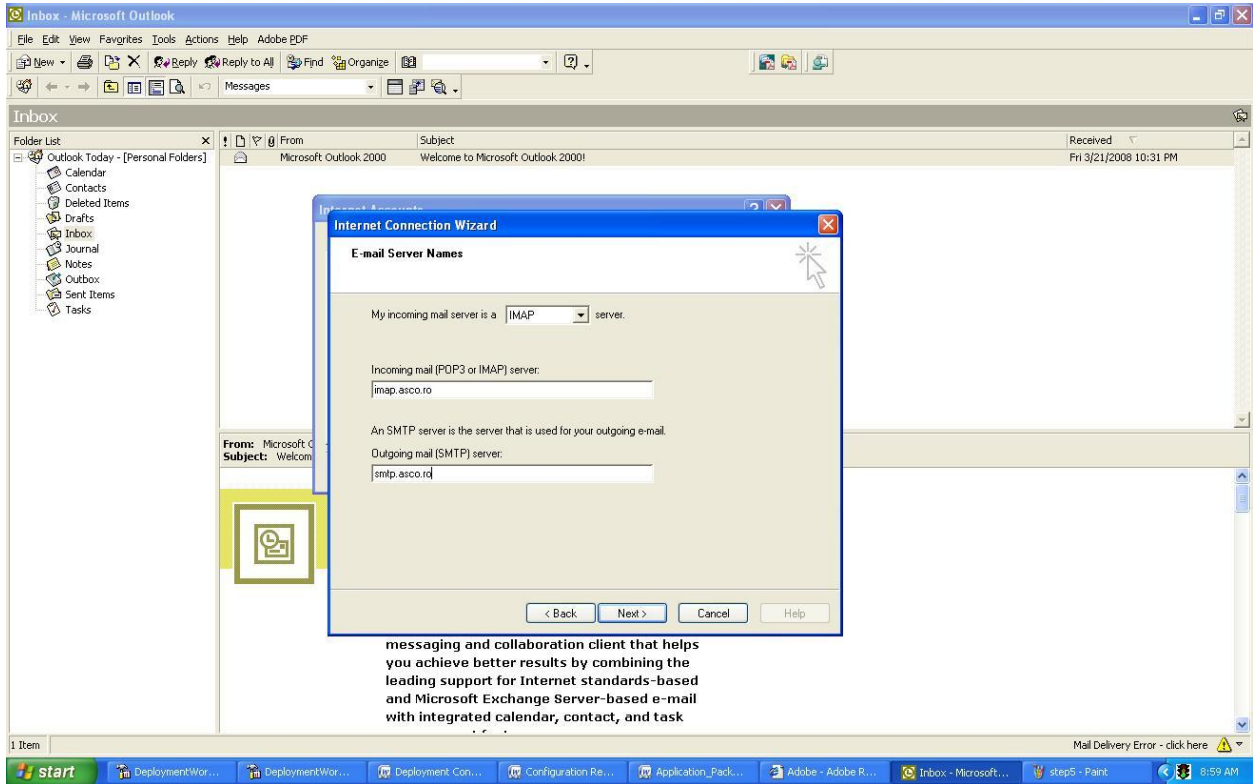 Inbox - Microsoft Outlook
File Edit View Favorites Tools Actions Help Adobe PDF
New Reply Reply to All Find Organize
Messages
Inbox
Folder List
Outlook Today - [Personal Folders]
Calendar
Contacts
Deleted Items
Drafts
Inbox
Journal
Notes
Outbox
Sent Items
Tasks
! From Subject Received
Microsoft Outlook 2000 Welcome to Microsoft Outlook 2000! Fri 3/21/2008 10:31 PM
Internet Accounts
Internet Connection Wizard
E-mail Server Names
My incoming mail server is a IMAP server.
Incoming mail (POP3 or IMAP) server:
imap.asco.ro
An SMTP server is the server that is used for your outgoing e-mail.
Outgoing mail (SMTP) server:
smtp.asco.ro
< Back Next > Cancel Help
From: Microsoft O
Subject: Welcom
messaging and collaboration client that helps
you achieve better results by combining the
leading support for Internet standards-based
and Microsoft Exchange Server-based e-mail
with integrated calendar, contact, and task
1 Item
Mail Delivery Error - click here
start DeploymentWor... DeploymentWor... Deployment Con... Configuration Re... Application_Pack... Adobe - Adobe R... Inbox - Microsoft... step5 - Paint 8:59 AM